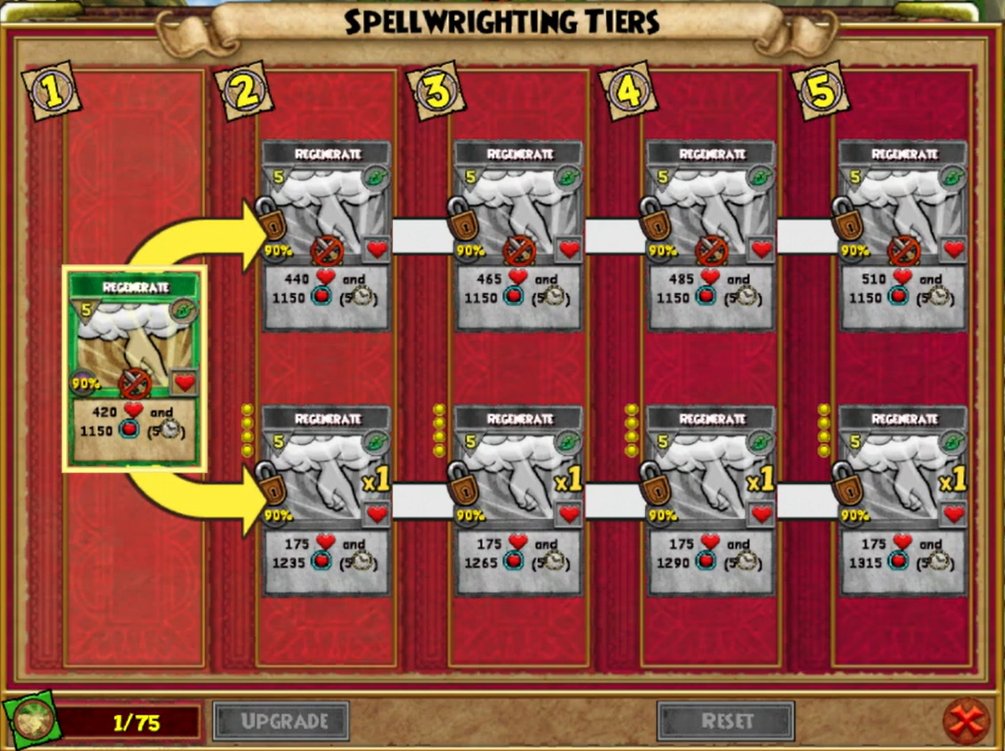 SPELLWRIGHTING TIERS
1
2
3
4
5
REGENERATE
5
90%
420 and
1150 (5)
REGENERATE
5
90%
440 and
1150 (5)
REGENERATE
5
90%
465 and
1150 (5)
REGENERATE
5
90%
485 and
1150 (5)
REGENERATE
5
90%
510 and
1150 (5)
REGENERATE
5
x1
90%
175 and
1235 (5)
REGENERATE
5
x1
90%
175 and
1265 (5)
REGENERATE
5
x1
90%
175 and
1290 (5)
REGENERATE
5
x1
90%
175 and
1315 (5)
1/75
UPGRADE
RESET